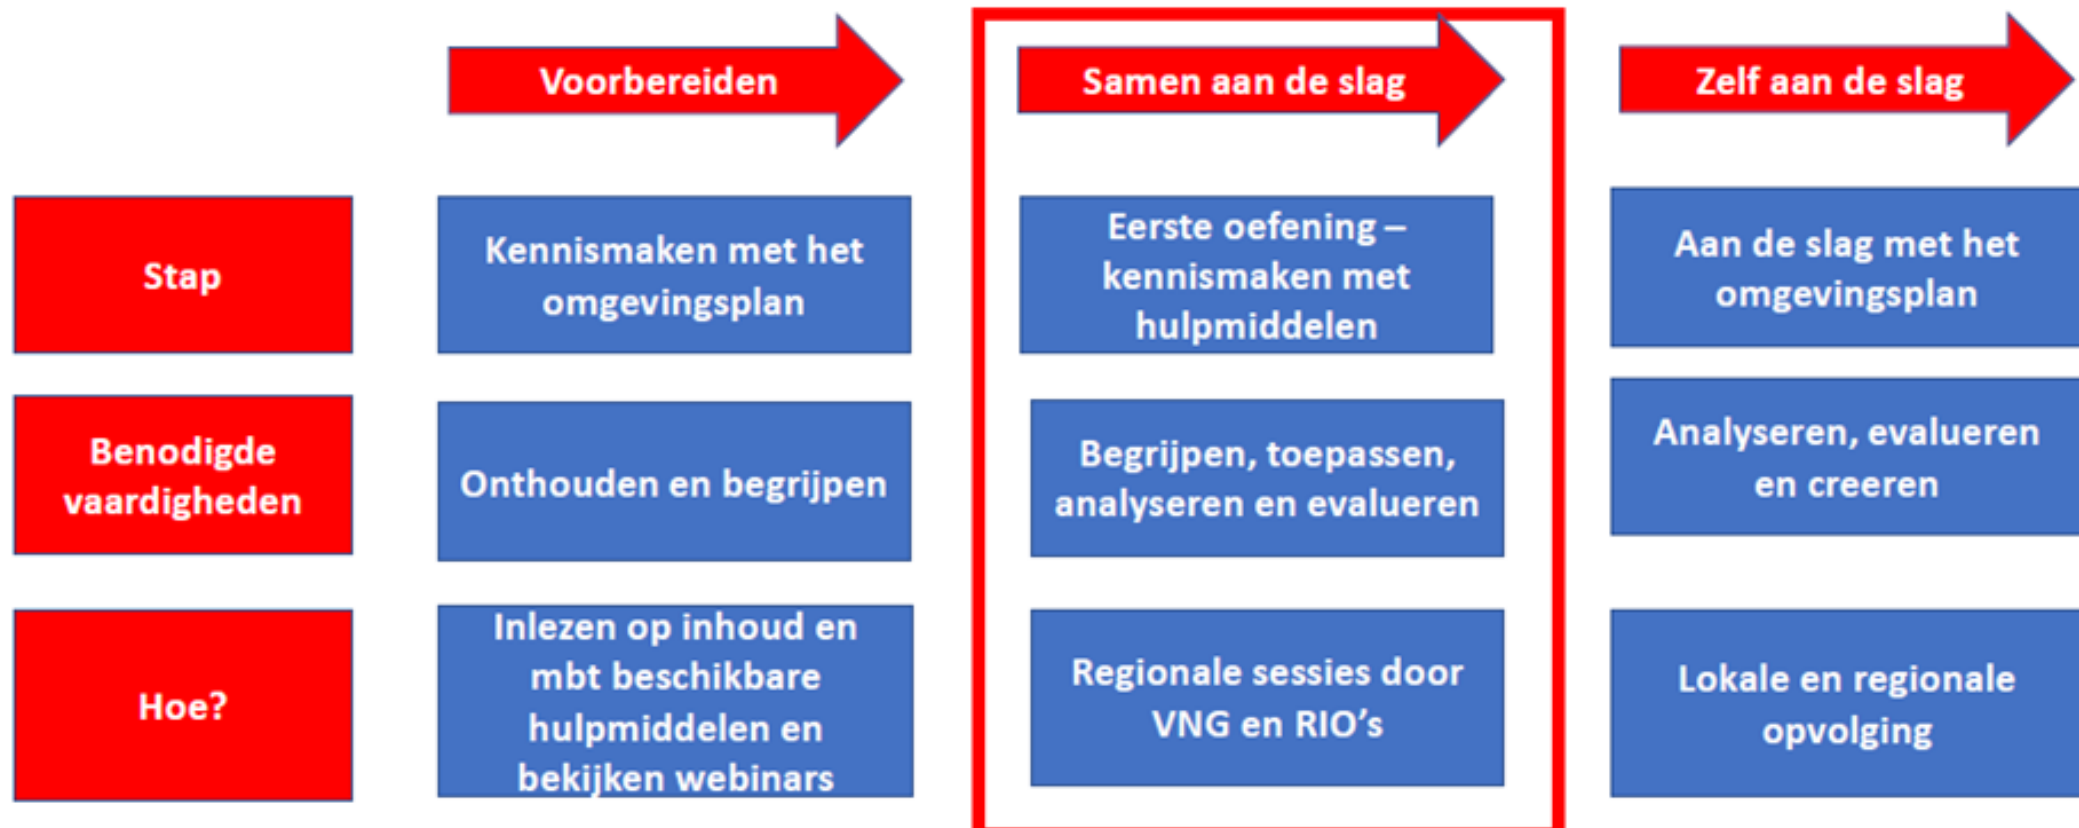 Voorbereiden
Samen aan de slag
Zelf aan de slag
Stap
Kennismaken met het
omgevingsplan
Eerste oefening –
kennismaken met
hulpmiddelen
Aan de slag met het
omgevingsplan
Benodigde
vaardigheden
Onthouden en begrijpen
Begrijpen, toepassen,
analyseren en evalueren
Analyseren, evalueren
en creeren
Hoe?
Inlezen op inhoud en
mbt beschikbare
hulpmiddelen en
bekijken webinars
Regionale sessies door
VNG en RIO’s
Lokale en regionale
opvolging